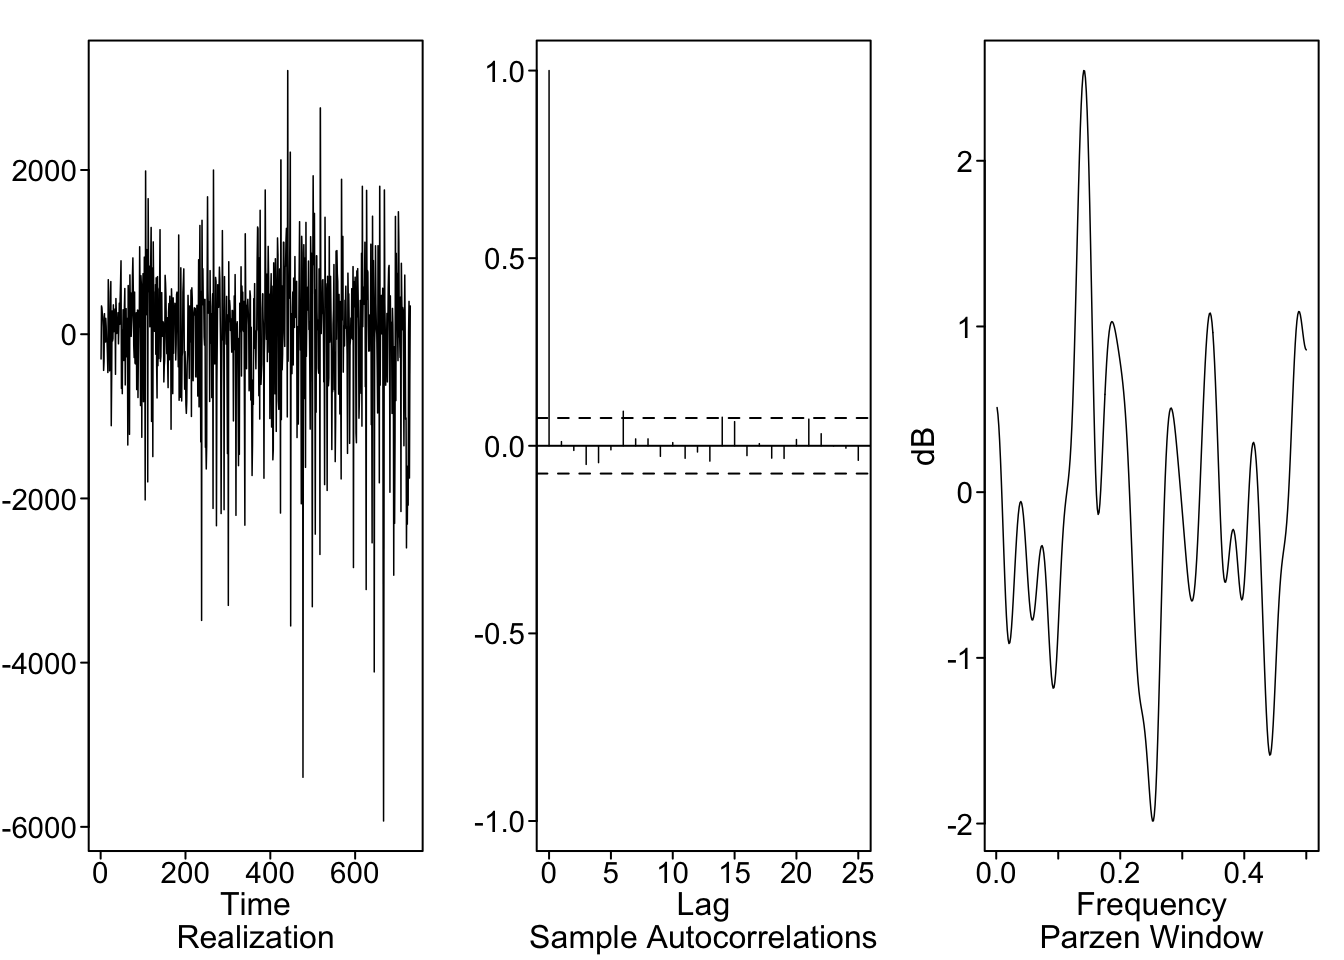 2000
0
-2000
-4000
-6000
0 200 400 600
Time
Realization
1.0
0.5
0.0
-0.5
-1.0
0 5 10 15 20 25
Lag
Sample Autocorrelations
dB
2
1
0
-1
-2
0.0 0.2 0.4
Frequency
Parzen Window